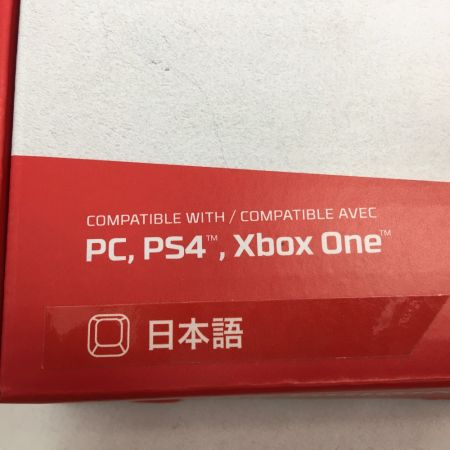 COMPATIBLE WITH / COMPATIBLE AVEC
PC, PS4™, Xbox One™
日本語